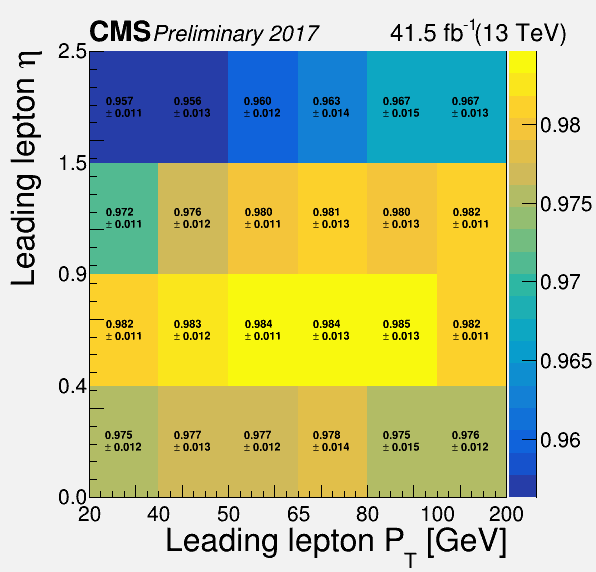 CMS Preliminary 2017 41.5 fb⁻¹(13 TeV)
Leading lepton η
2.5
0.957 0.956 0.960 0.963 0.967 0.967
± 0.011 ± 0.013 ± 0.012 ± 0.014 ± 0.015 ± 0.013
1.5
0.972 0.976 0.980 0.981 0.980 0.982
± 0.011 ± 0.012 ± 0.011 ± 0.013 ± 0.013 ± 0.011
0.9
0.982 0.983 0.984 0.984 0.985 0.982
± 0.011 ± 0.012 ± 0.011 ± 0.013 ± 0.013 ± 0.011
0.4
0.975 0.977 0.977 0.978 0.975 0.976
± 0.012 ± 0.013 ± 0.012 ± 0.014 ± 0.015 ± 0.012
0.0
20 40 50 65 80 100 200
Leading lepton P_T [GeV]
0.98
0.975
0.97
0.965
0.96